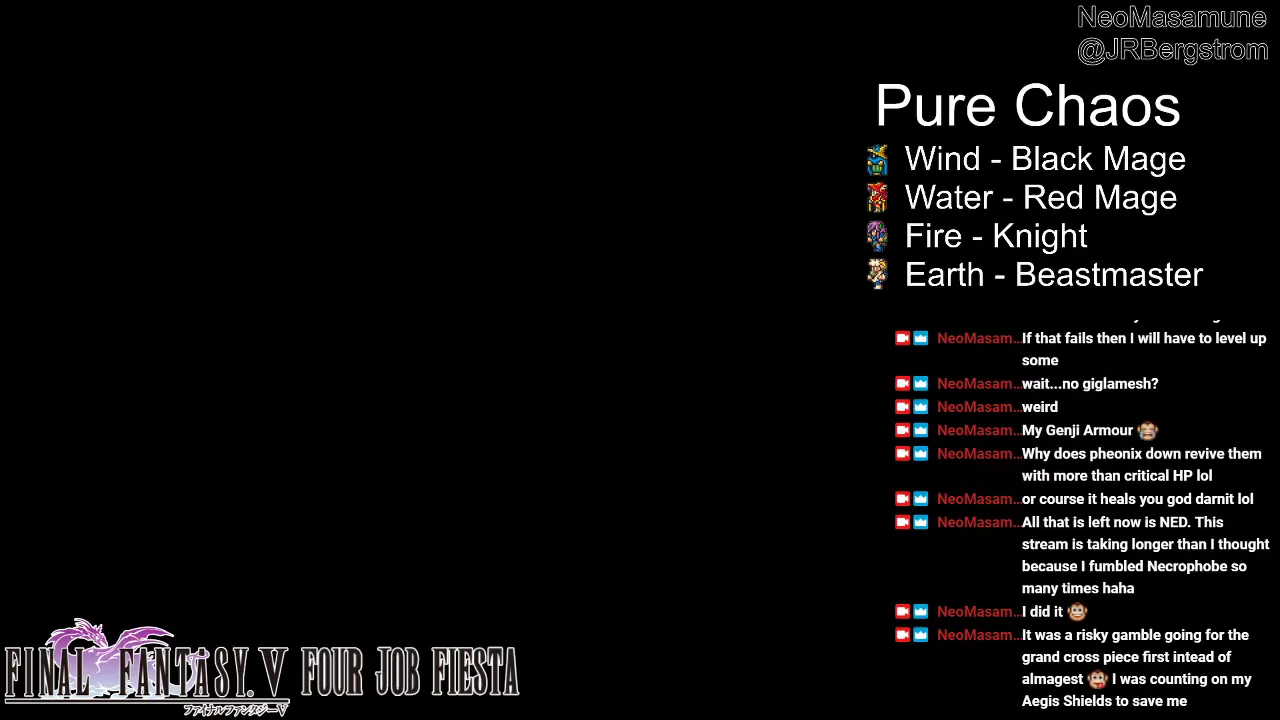 NeoMasamune
@JRBergstrom
Pure Chaos
Wind - Black Mage
Water - Red Mage
Fire - Knight
Earth - Beastmaster
NeoMasam... If that fails then I will have to level up
some
NeoMasam... wait...no giglamesh?
NeoMasam... weird
NeoMasam... My Genji Armour
NeoMasam... Why does pheonix down revive them
with more than critical HP lol
NeoMasam... or course it heals you god darnit lol
NeoMasam... All that is left now is NED. This
stream is taking longer than I thought
because I fumbled Necrophobe so
many times haha
NeoMasam... I did it
NeoMasam... It was a risky gamble going for the
grand cross piece first intead of
almagest I was counting on my
Aegis Shields to save me
FINAL FANTASY. V FOUR JOB FIESTA
ファイナルファンタジーV